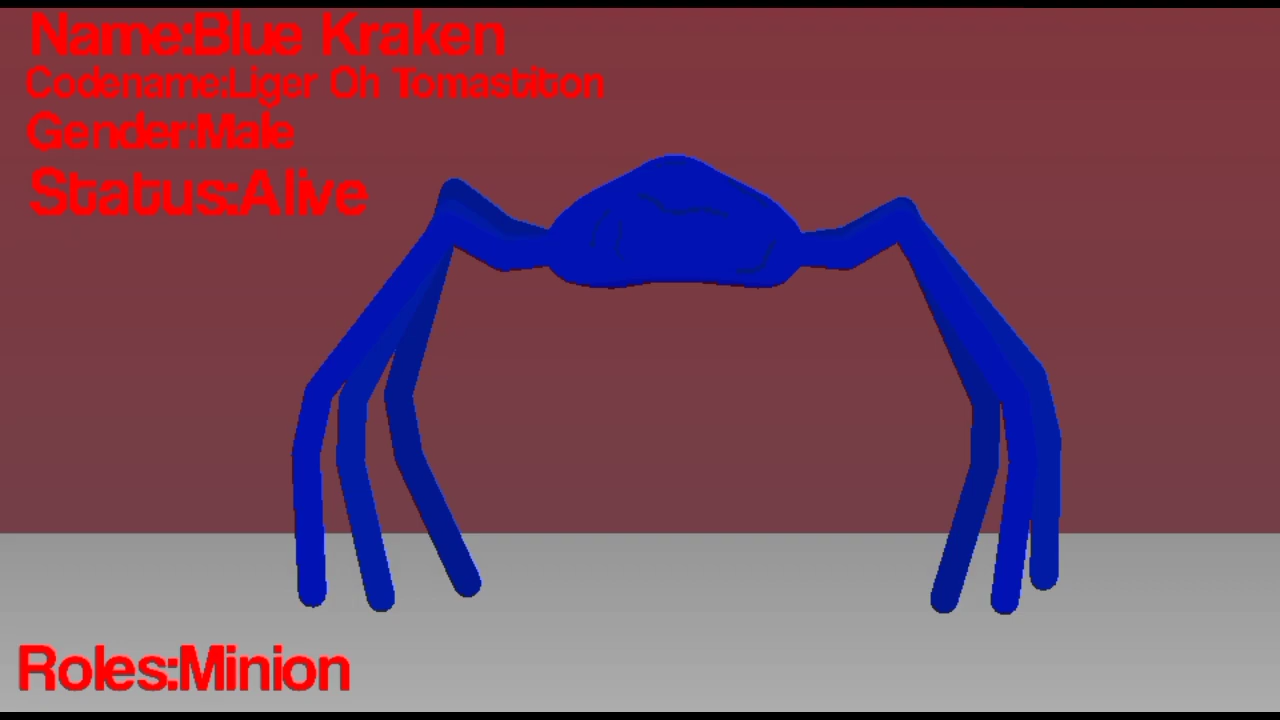 Name:Blue Kraken
Codename:Liger Oh Tomastiton
Gender:Male
Status:Alive
Roles:Minion